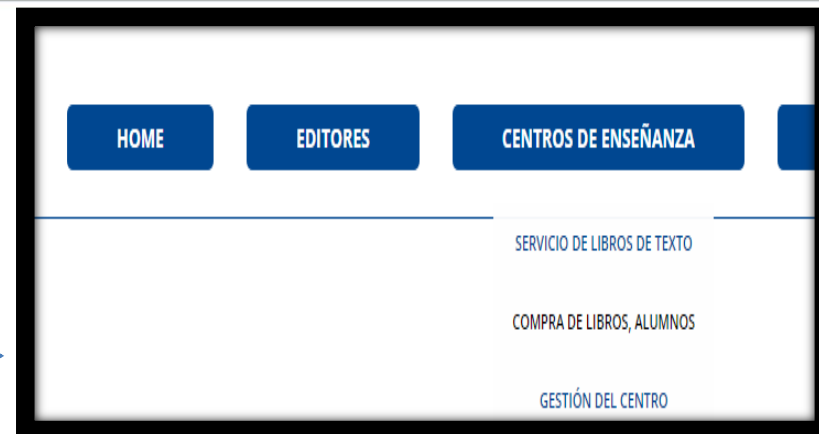 HOME
EDITORES
CENTROS DE ENSEÑANZA
SERVICIO DE LIBROS DE TEXTO
COMPRA DE LIBROS, ALUMNOS
GESTIÓN DEL CENTRO